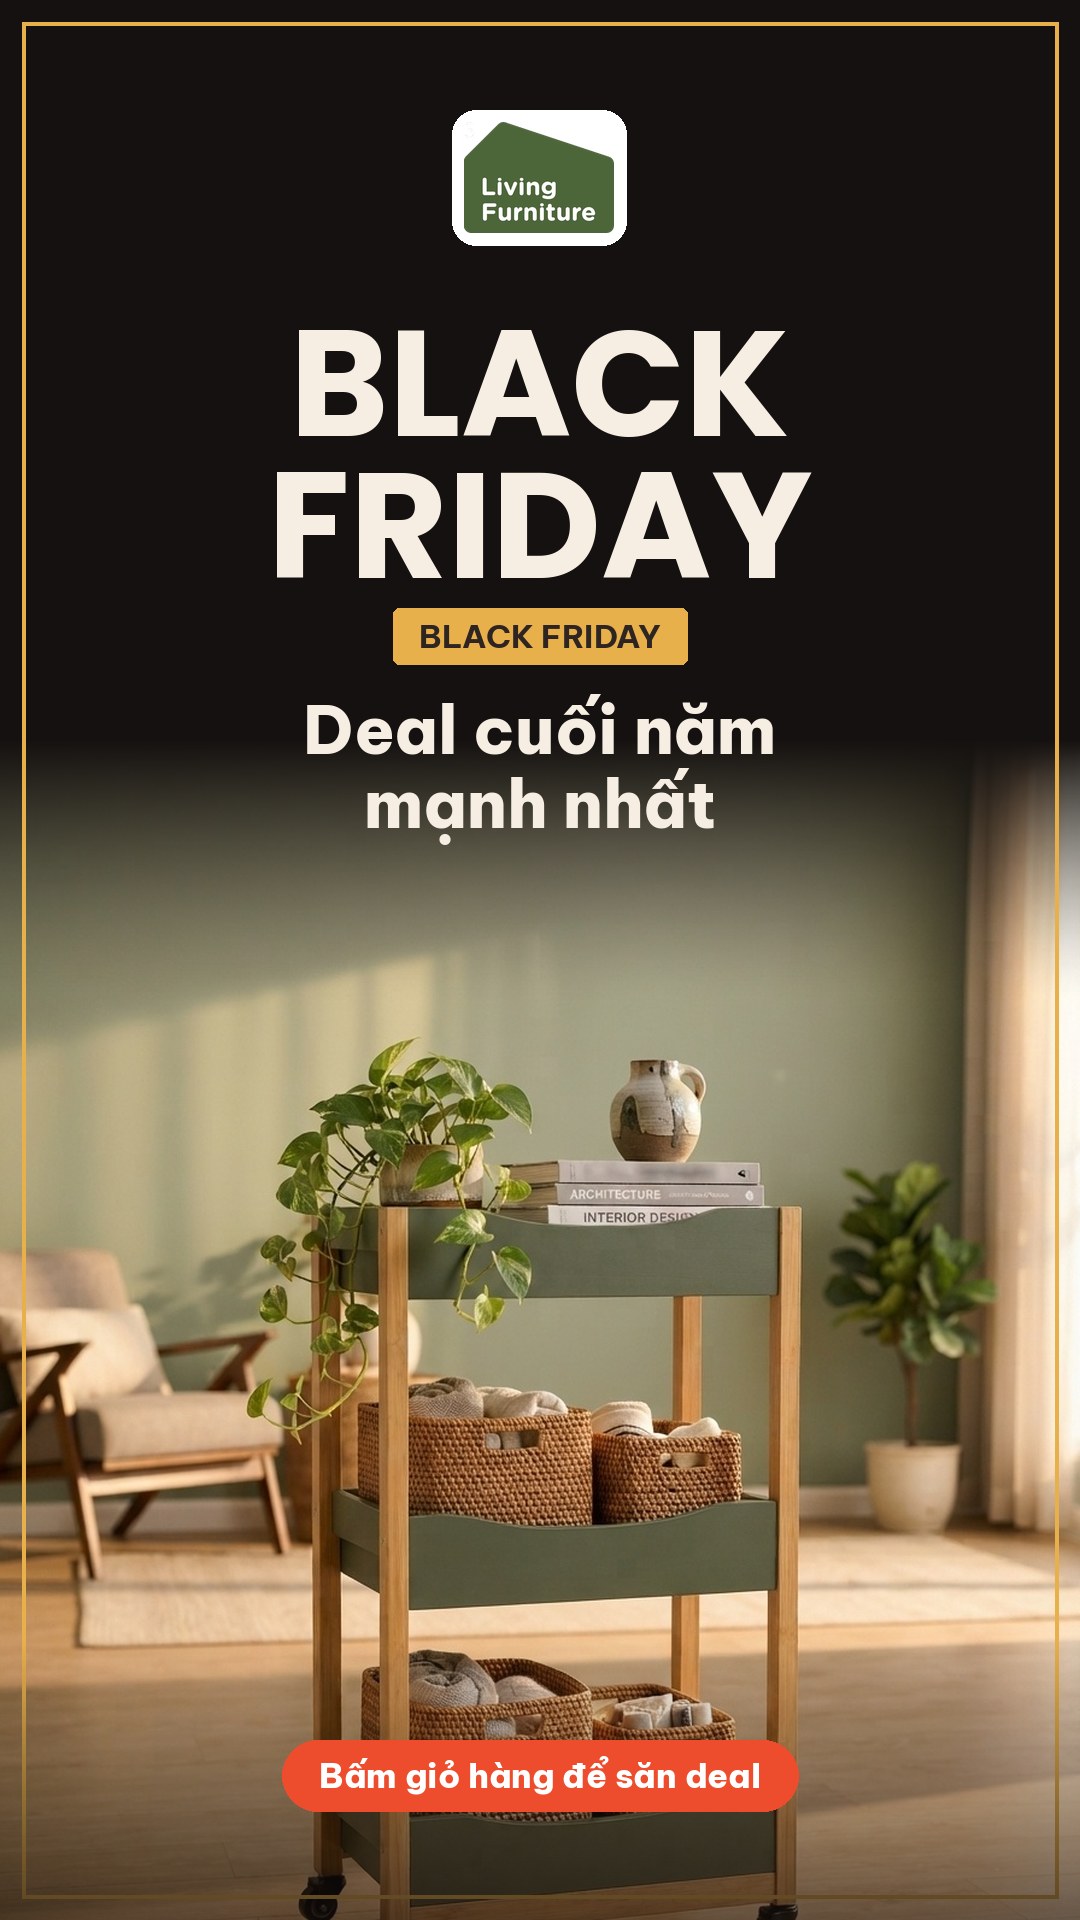 Living
Furniture
BLACK
FRIDAY
BLACK FRIDAY
Deal cuối năm
mạnh nhất
ARCHITECTURE
INTERIOR DESIGN
Bấm giỏ hàng để săn deal